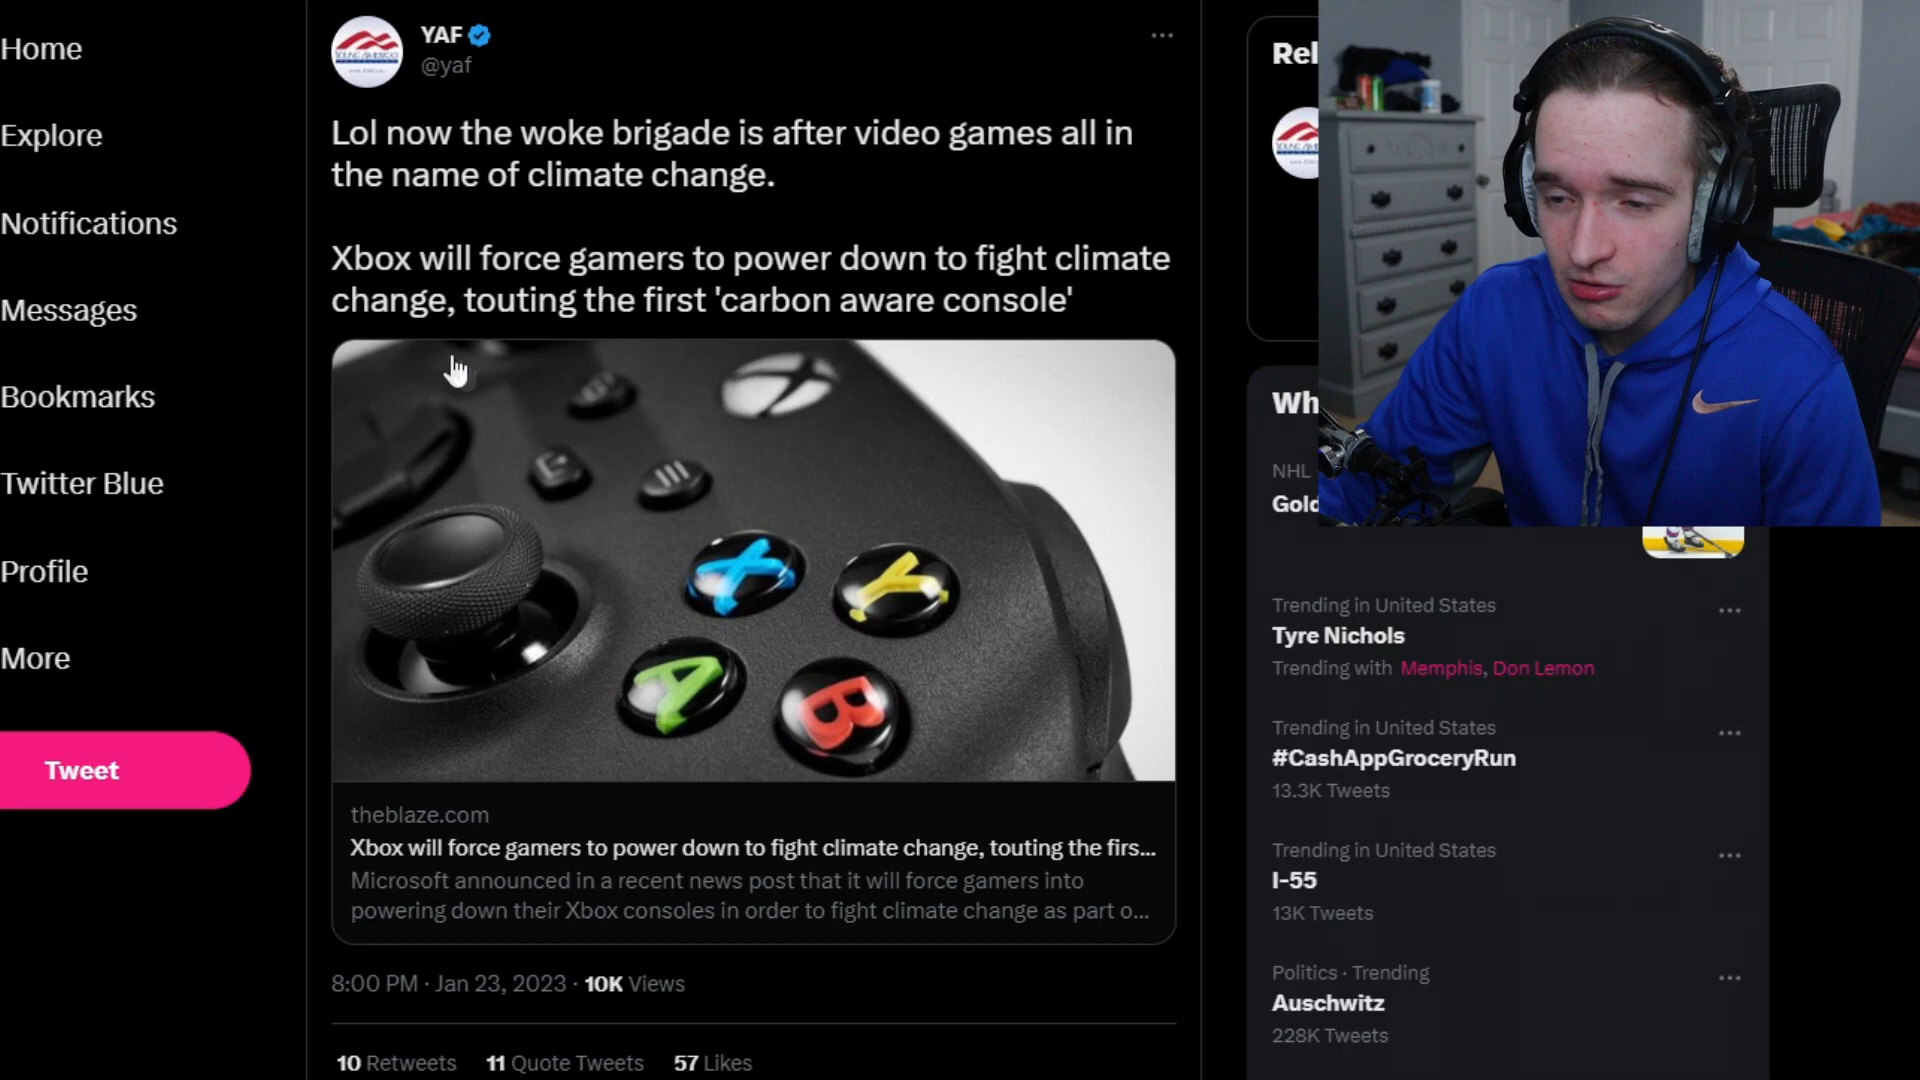 Home
Explore
Notifications
Messages
Bookmarks
Twitter Blue
Profile
More
Tweet
YAF
@yaf
Lol now the woke brigade is after video games all in
the name of climate change.
Xbox will force gamers to power down to fight climate
change, touting the first 'carbon aware console'
X
Y
A
B
theblaze.com
Xbox will force gamers to power down to fight climate change, touting the firs...
Microsoft announced in a recent news post that it will force gamers into
powering down their Xbox consoles in order to fight climate change as part o...
8:00 PM · Jan 23, 2023 · 10K Views
10 Retweets 11 Quote Tweets 57 Likes
Rel
Wh
NHL
Gold
Trending in United States
Tyre Nichols
Trending with Memphis, Don Lemon
Trending in United States
#CashAppGroceryRun
13.3K Tweets
Trending in United States
I-55
13K Tweets
Politics · Trending
Auschwitz
228K Tweets